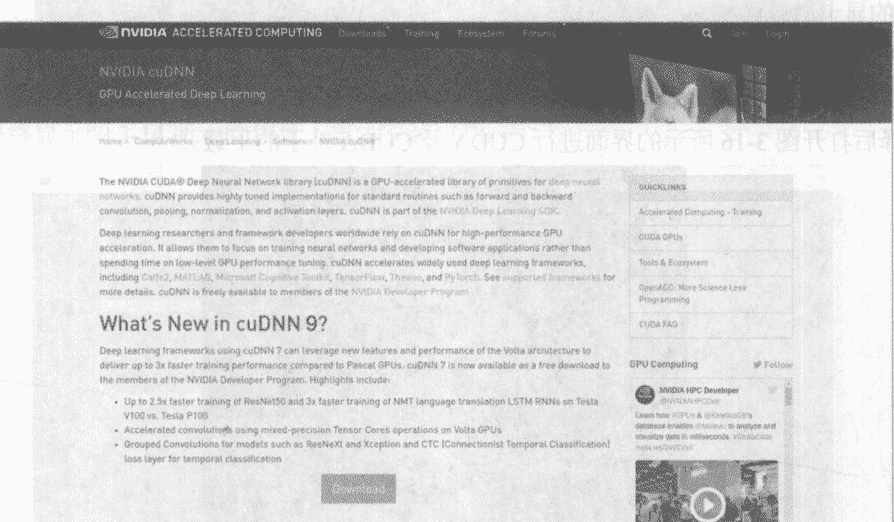 NVIDIA ACCELERATED COMPUTING Downloads Training Ecosystem Forums Join Login
NVIDIA cuDNN
GPU Accelerated Deep Learning
Home ComputeWorks Deep Learning Software NVIDIA cuDNN
The NVIDIA CUDA® Deep Neural Network library (cuDNN) is a GPU-accelerated library of primitives for deep neural
networks. cuDNN provides highly tuned implementations for standard routines such as forward and backward
convolution, pooling, normalization, and activation layers. cuDNN is part of the NVIDIA Deep Learning SDK.
Deep learning researchers and framework developers worldwide rely on cuDNN for high-performance GPU
acceleration. It allows them to focus on training neural networks and developing software applications rather than
spending time on low-level GPU performance tuning. cuDNN accelerates widely used deep learning frameworks,
including Caffe2, MATLAB, Microsoft Cognitive Toolkit, TensorFlow, Theano, and PyTorch. See supported frameworks for
more details. cuDNN is freely available to members of the NVIDIA Developer Program
What's New in cuDNN 9?
Deep learning frameworks using cuDNN 7 can leverage new features and performance of the Volta architecture to
deliver up to 3x faster training performance compared to Pascal GPUs. cuDNN 7 is now available as a free download to
the members of the NVIDIA Developer Program. Highlights include:
• Up to 2.5x faster training of ResNet50 and 3x faster training of NMT language translation LSTM RNNs on Tesla
V100 vs. Tesla P100
• Accelerated convolutions using mixed-precision Tensor Cores operations on Volta GPUs
• Grouped Convolutions for models such as ResNeXt and Xception and CTC (Connectionist Temporal Classification)
loss layer for temporal classification
Download
QUICKLINKS
Accelerated Computing - Training
CUDA GPUs
Tools & Ecosystem
OpenACC: More Science Less
Programming
CUDA FAQ
GPU Computing Follow
NVIDIA HPC Developer
@NVIDIAHPCDev
Learn how #GPUs &
database enables to analyze and
visualize data in milliseconds.